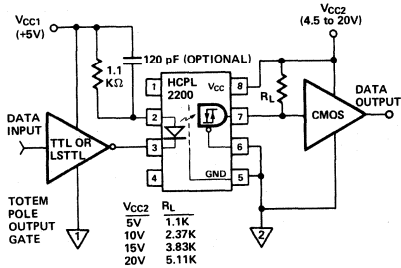 VCC1
(+5V)
VCC2
(4.5 to 20V)
120 pF (OPTIONAL)
1.1
KΩ
HCPL
2200
VCC
1
2
3
4
8
7
6
5
GND
RL
DATA
INPUT
TTL OR
LSTTL
CMOS
DATA
OUTPUT
TOTEM
POLE
OUTPUT
GATE
1
2
VCC2 RL
5V 1.1K
10V 2.37K
15V 3.83K
20V 5.11K